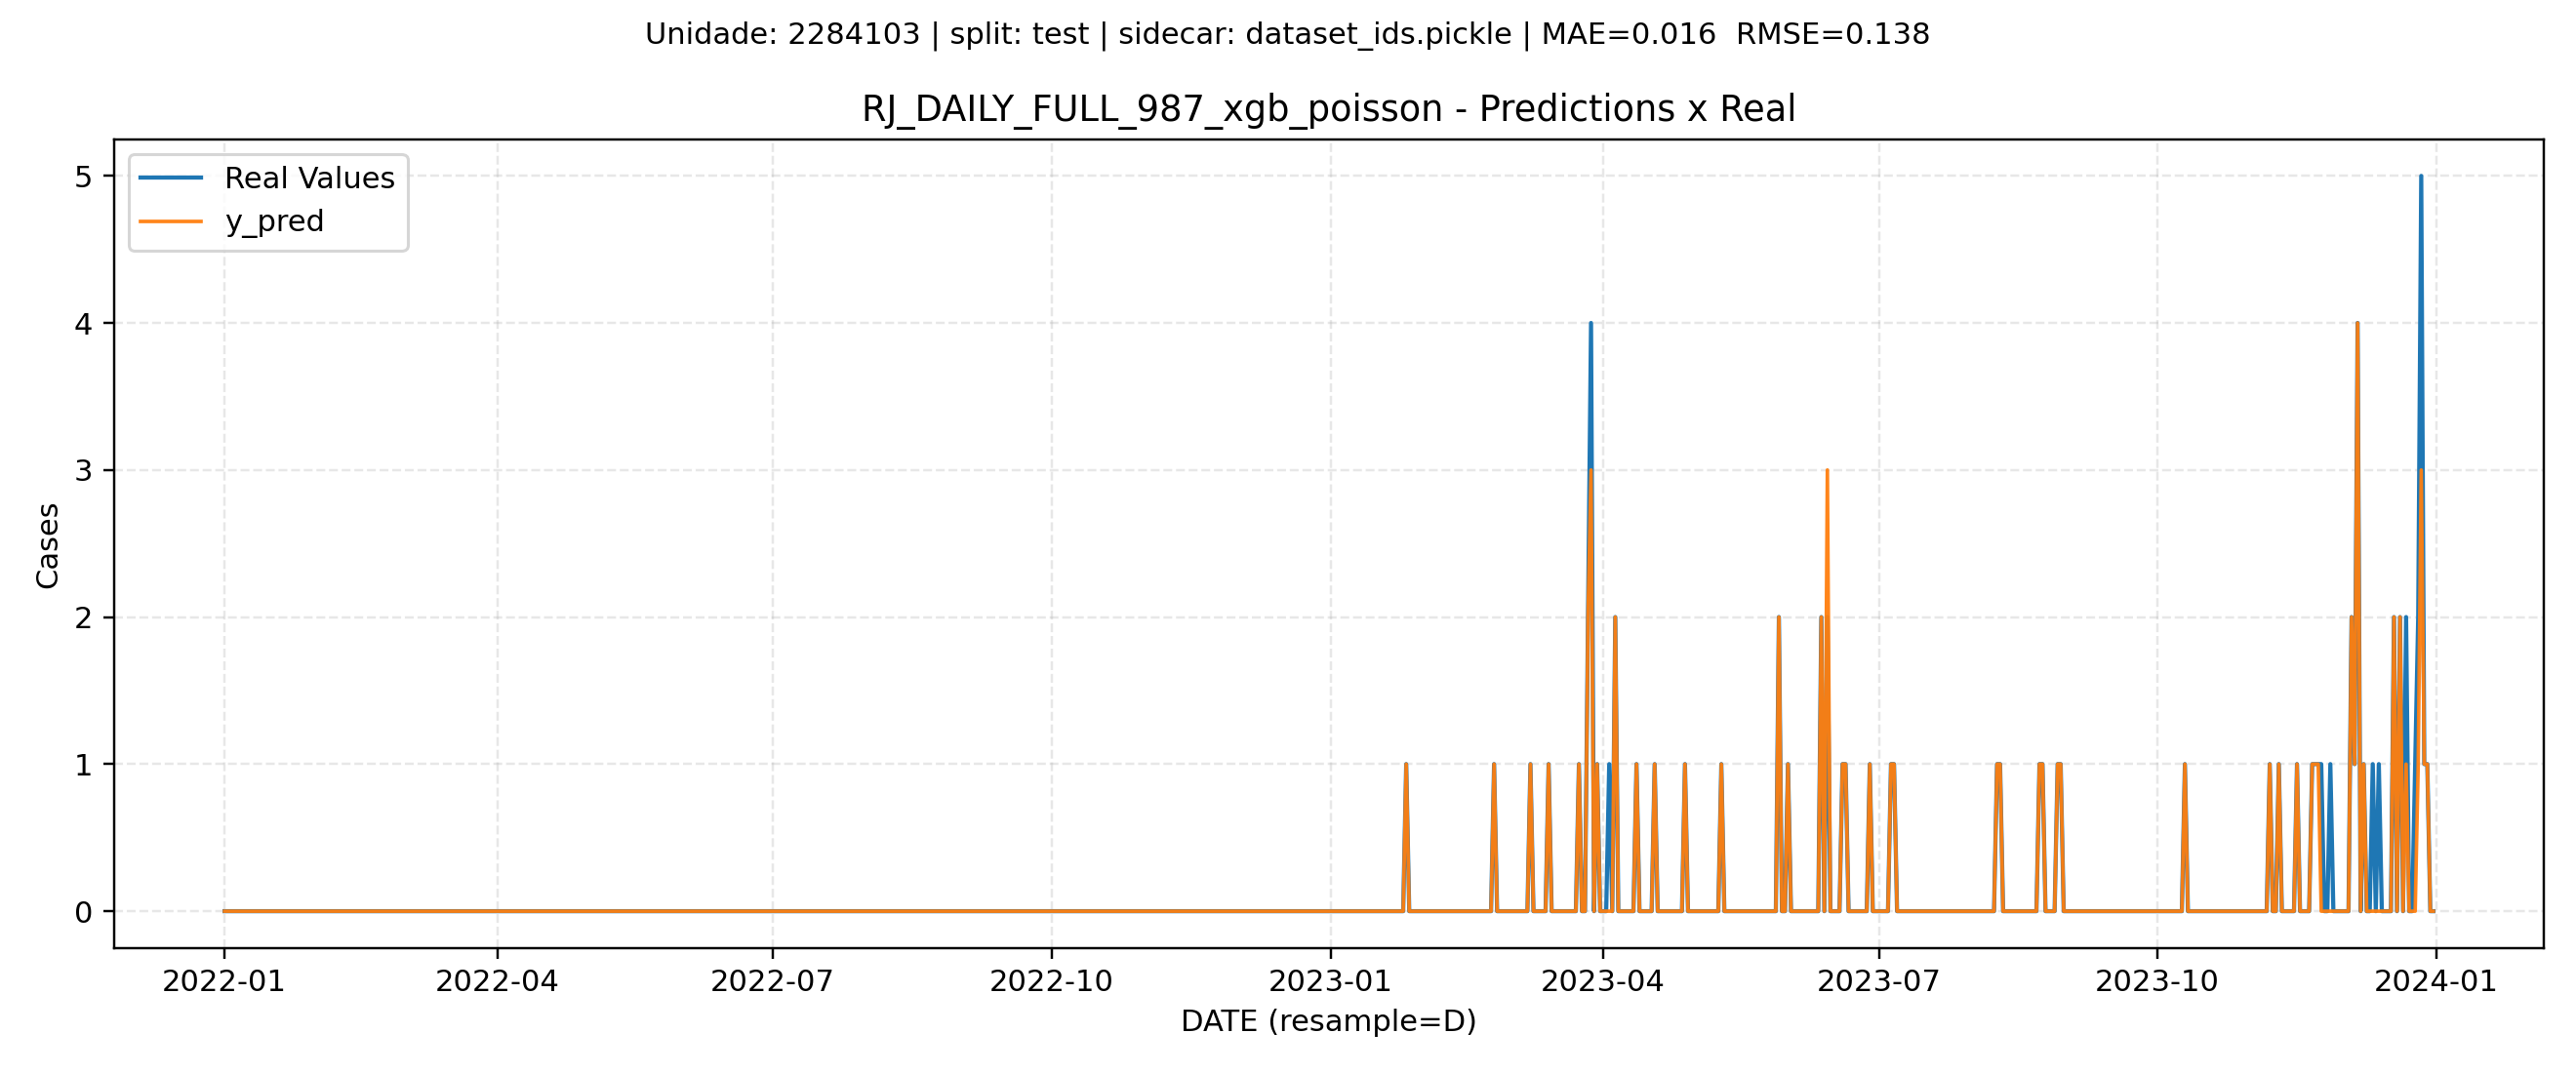 Unidade: 2284103 | split: test | sidecar: dataset_ids.pickle | MAE=0.016  RMSE=0.138
RJ_DAILY_FULL_987_xgb_poisson - Predictions x Real
Real Values
y_pred
5
4
3
2
1
0
Cases
2022-01
2022-04
2022-07
2022-10
2023-01
2023-04
2023-07
2023-10
2024-01
DATE (resample=D)